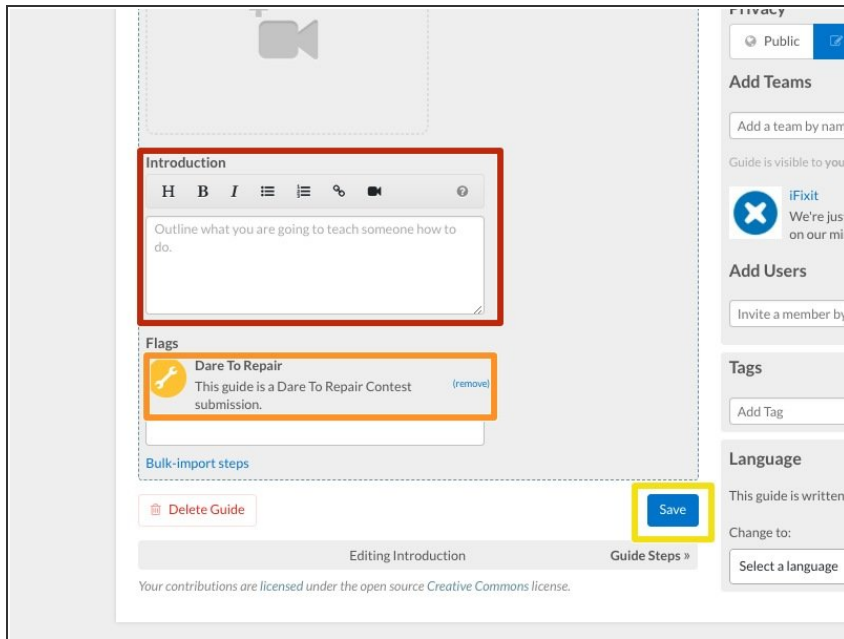 Introduction
H B I
Outline what you are going to teach someone how to
do.
Flags
Dare To Repair
This guide is a Dare To Repair Contest
submission.
(remove)
Bulk-import steps
Delete Guide
Save
Editing Introduction
Guide Steps »
Your contributions are licensed under the open source Creative Commons license.
Privacy
Public
Add Teams
Add a team by nam
Guide is visible to you
iFixit
We're jus
on our mi
Add Users
Invite a member by
Tags
Add Tag
Language
This guide is written
Change to:
Select a language